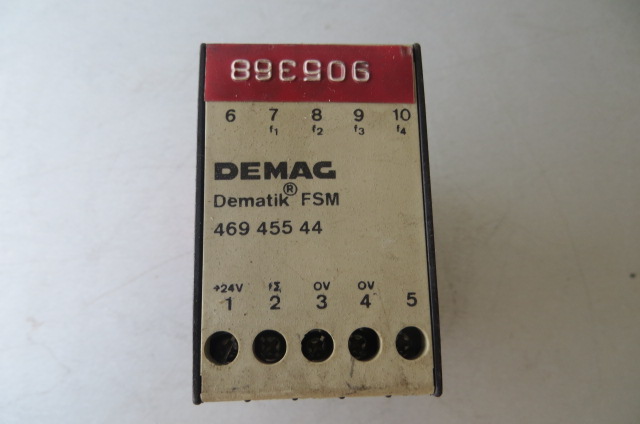 905368
6 7 8 9 10
f1 f2 f3 f4
DEMAG
Dematik® FSM
469 455 44
+24V fΣ 0V 0V
1 2 3 4 5